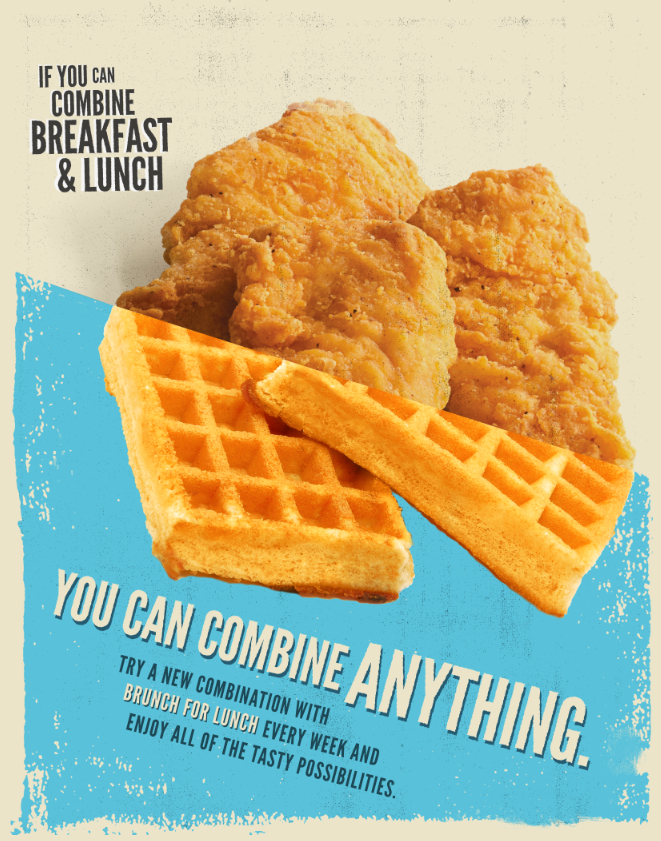 IF YOU CAN
COMBINE
BREAKFAST
& LUNCH
YOU CAN COMBINE ANYTHING.
TRY A NEW COMBINATION WITH
BRUNCH FOR LUNCH EVERY WEEK AND
ENJOY ALL OF THE TASTY POSSIBILITIES.